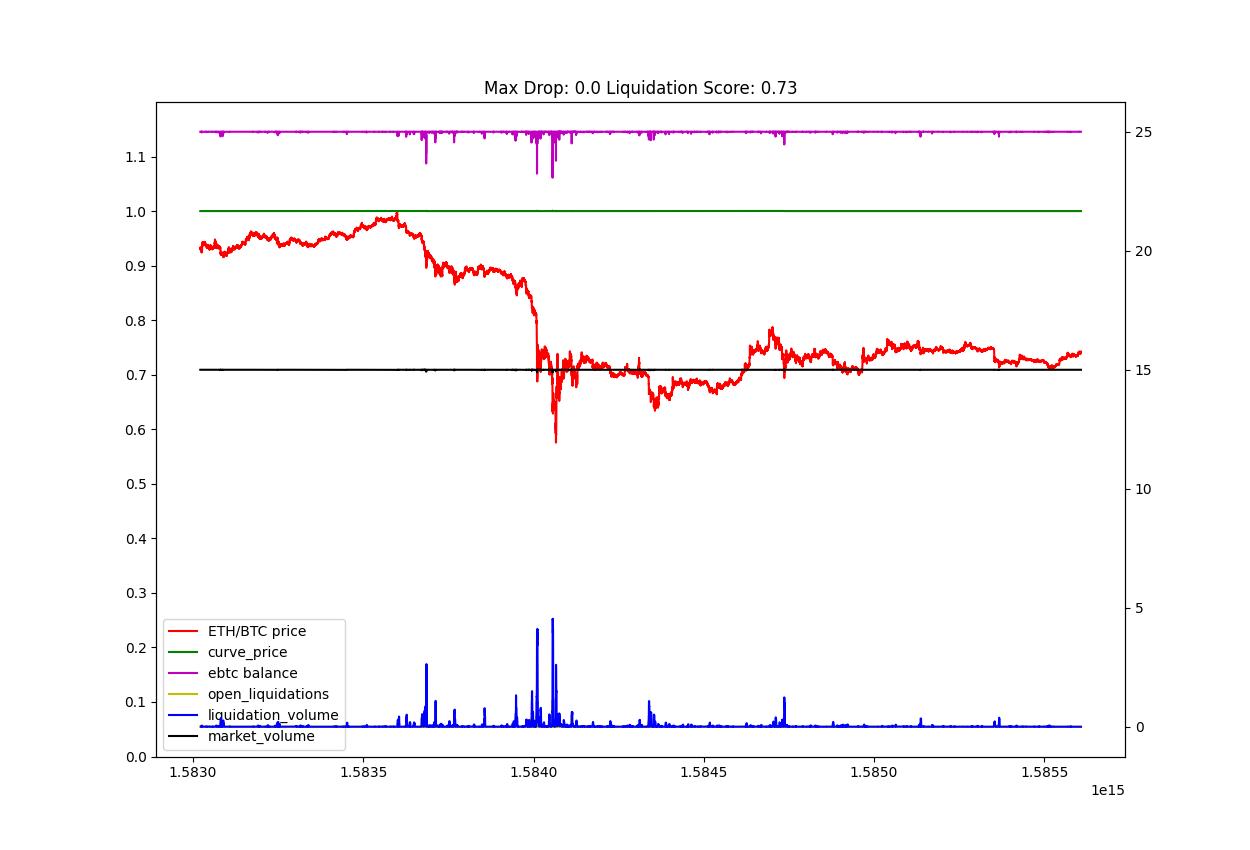 Max Drop: 0.0 Liquidation Score: 0.73
1.1
1.0
0.9
0.8
0.7
0.6
0.5
0.4
0.3
0.2
0.1
0.0
25
20
15
10
5
0
ETH/BTC price
curve_price
ebtc balance
open_liquidations
liquidation_volume
market_volume
1.5830 1.5835 1.5840 1.5845 1.5850 1.5855
1e15